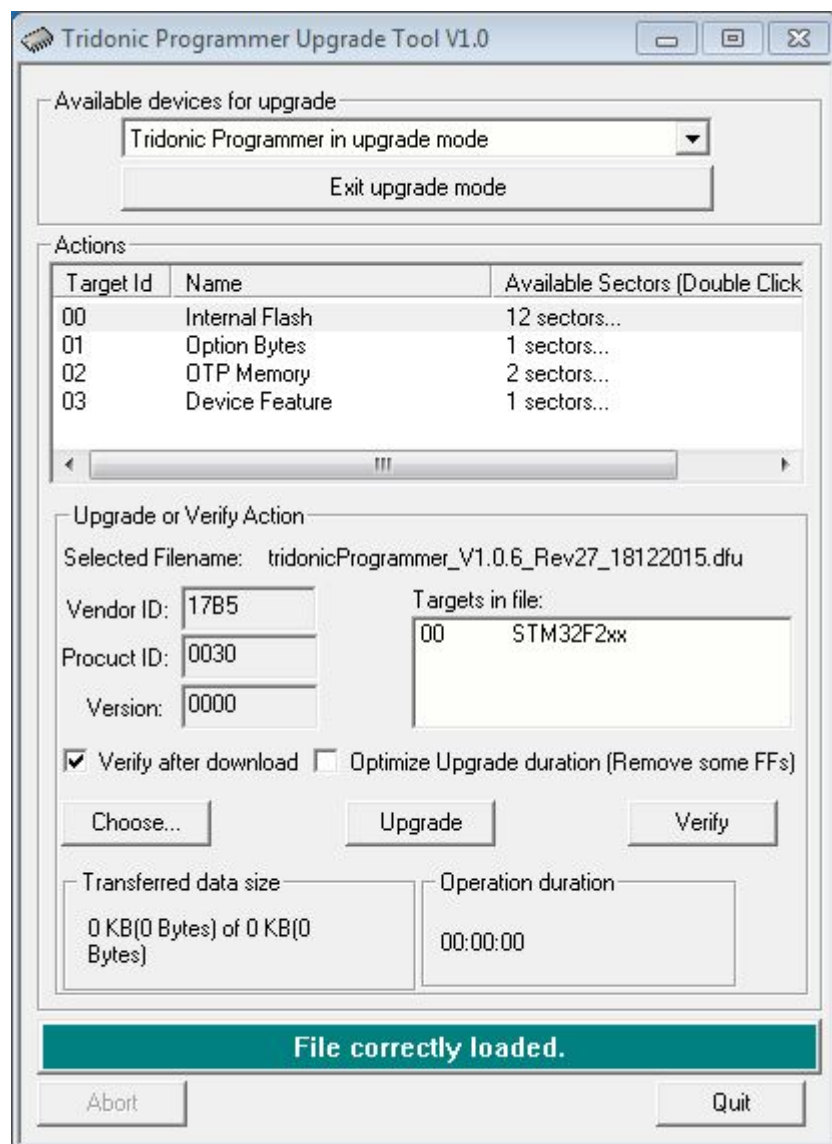 Tridonic Programmer Upgrade Tool V1.0
Available devices for upgrade
Tridonic Programmer in upgrade mode
Exit upgrade mode
Actions
Target Id Name Available Sectors (Double Click
00 Internal Flash 12 sectors...
01 Option Bytes 1 sectors...
02 OTP Memory 2 sectors...
03 Device Feature 1 sectors...
Upgrade or Verify Action
Selected Filename: tridonicProgrammer_V1.0.6_Rev27_18122015.dfu
Vendor ID: 17B5
Procuct ID: 0030
Version: 0000
Targets in file:
00 STM32F2xx
Verify after download Optimize Upgrade duration (Remove some FFs)
Choose... Upgrade Verify
Transferred data size
0 KB(0 Bytes) of 0 KB(0
Bytes)
Operation duration
00:00:00
File correctly loaded.
Abort Quit